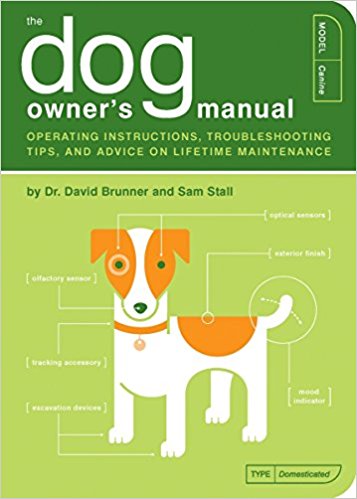 the
dog
owner's manual
MODEL Canine
OPERATING INSTRUCTIONS, TROUBLESHOOTING
TIPS, AND ADVICE ON LIFETIME MAINTENANCE
by Dr. David Brunner and Sam Stall
[ optical sensors ]
[ exterior finish ]
[ olfactory sensor ]
[ tracking accessory ]
[ excavation devices ]
[ mood
indicator ]
TYPE Domesticated